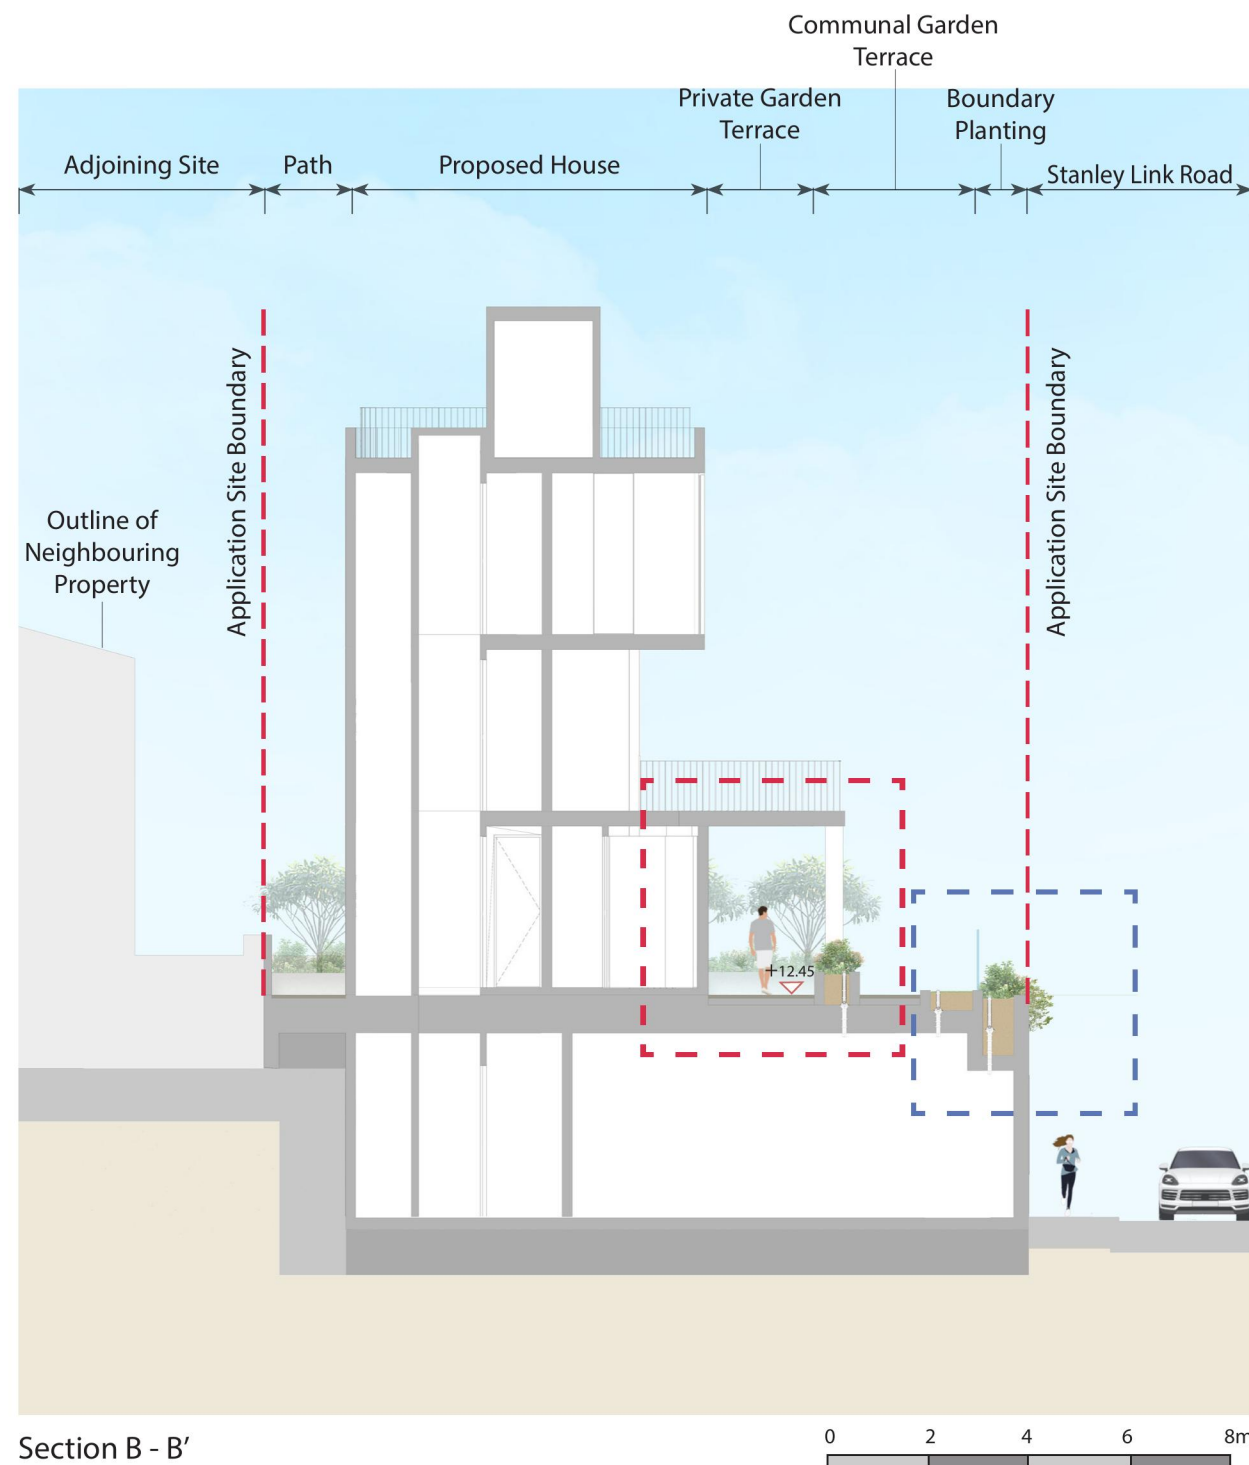 Communal Garden
Terrace
Private Garden
Terrace
Boundary
Planting
Adjoining Site
Path
Proposed House
Stanley Link Road
Application Site Boundary
Application Site Boundary
Outline of
Neighbouring
Property
+12.45
Section B - B’
0 2 4 6 8m